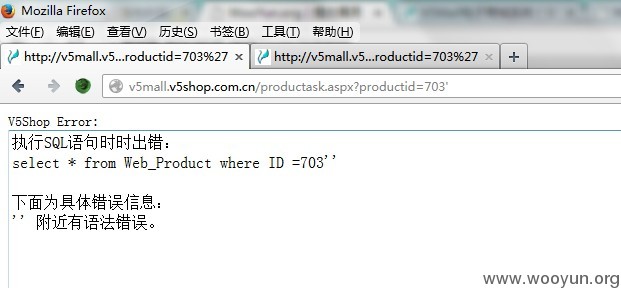 Mozilla Firefox
文件(F) 编辑(E) 查看(V) 历史(S) 书签(B) 工具(T) 帮助(H)
http://v5mall.v5...roductid=703%27 × http://v5mall.v5...roductid=703%27 × +
v5mall.v5shop.com.cn/productask.aspx?productid=703'
V5Shop Error:
执行SQL语句时时出错:
select * from Web_Product where ID =703''
下面为具体错误信息:
'' 附近有语法错误。
www.wooyun.org